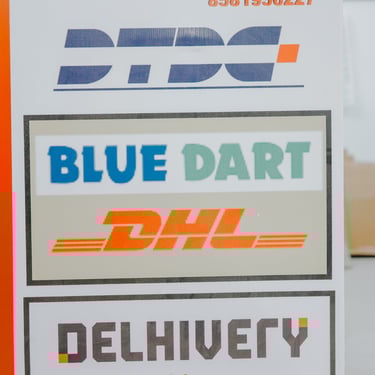 DTDC
BLUE DART
DHL
DELHIVERY